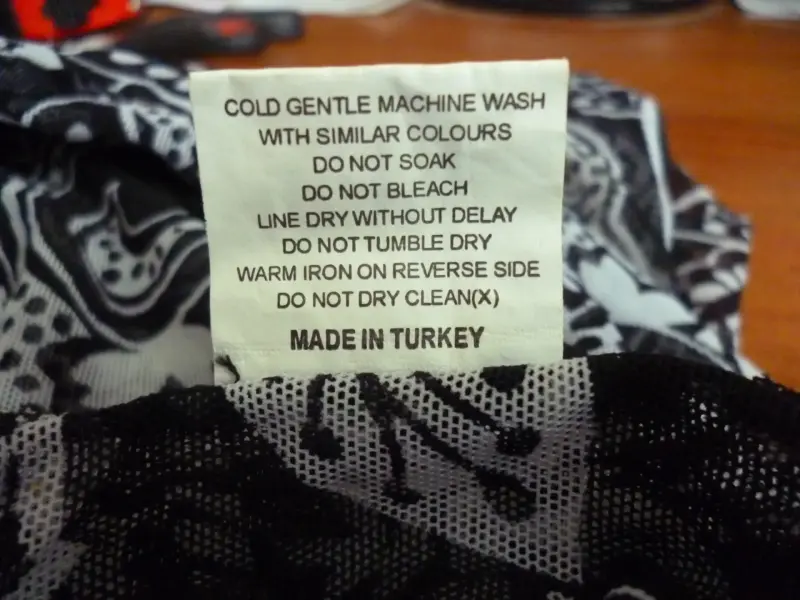 COLD GENTLE MACHINE WASH
WITH SIMILAR COLOURS
DO NOT SOAK
DO NOT BLEACH
LINE DRY WITHOUT DELAY
DO NOT TUMBLE DRY
WARM IRON ON REVERSE SIDE
DO NOT DRY CLEAN(X)
MADE IN TURKEY